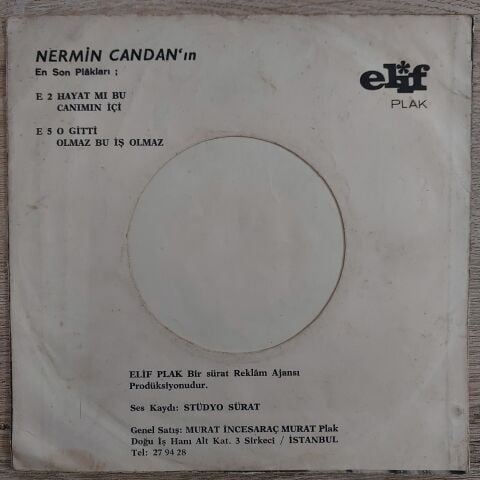 NERMİN CANDAN'ın
En Son Plâkları ;
E 2 HAYAT MI BU
CANIMIN İÇİ
E 5 O GİTTİ
OLMAZ BU İŞ OLMAZ
elif
PLAK
ELİF PLAK Bir sürat Reklâm Ajansı
Prodüksiyonudur.
Ses Kaydı: STÜDYO SÜRAT
Genel Satış: MURAT İNCESARAÇ MURAT Plak
Doğu İş Hanı Alt Kat. 3 Sirkeci / İSTANBUL
Tel: 27 94 28